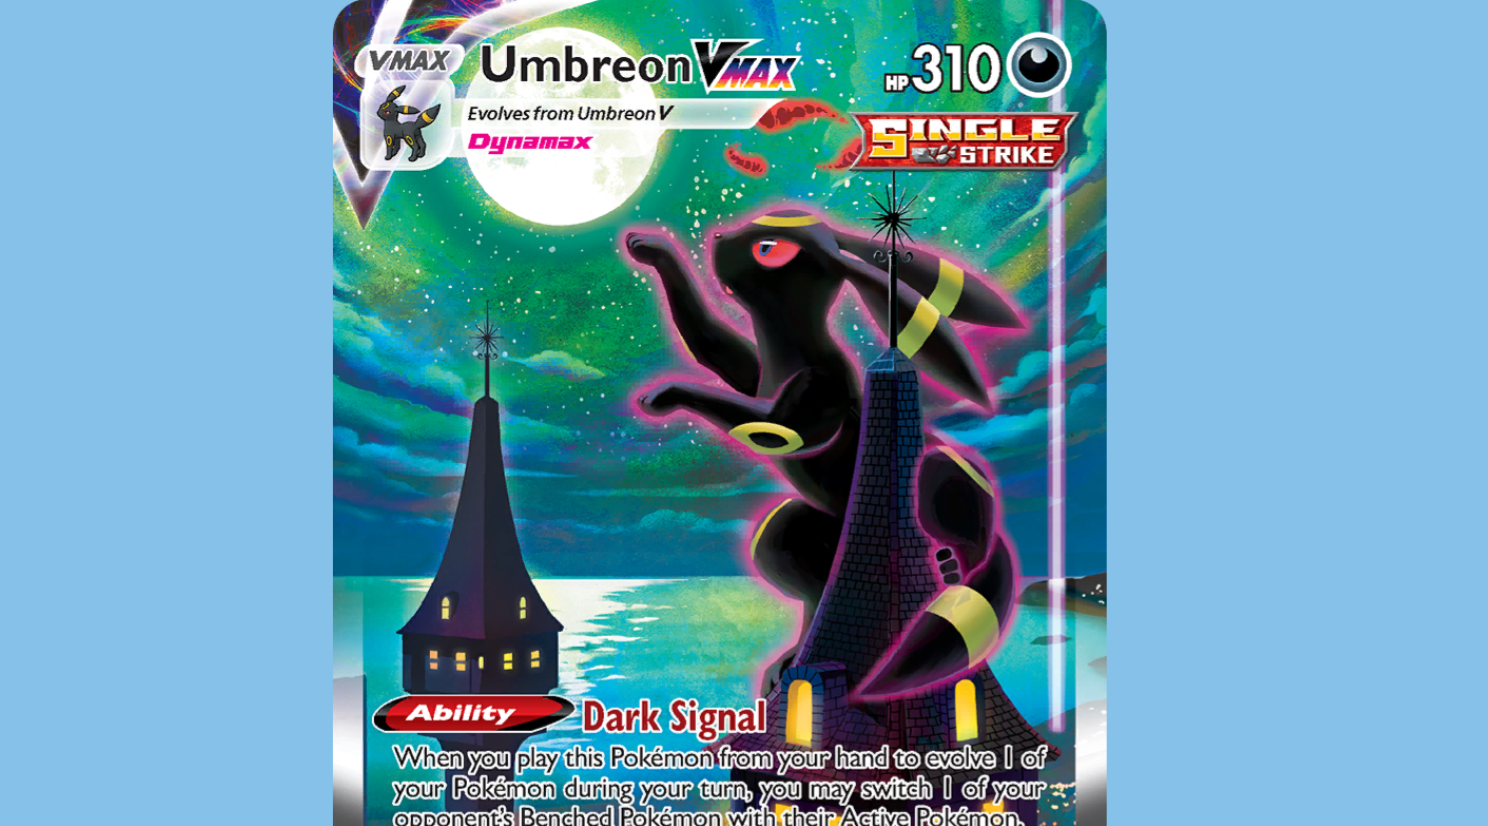 VMAX
Umbreon VMAX
HP 310
Evolves from Umbreon V
Dynamax
SINGLE
STRIKE
Ability
Dark Signal
When you play this Pokémon from your hand to evolve 1 of
your Pokémon during your turn, you may switch 1 of your
opponent's Benched Pokémon with their Active Pokémon.